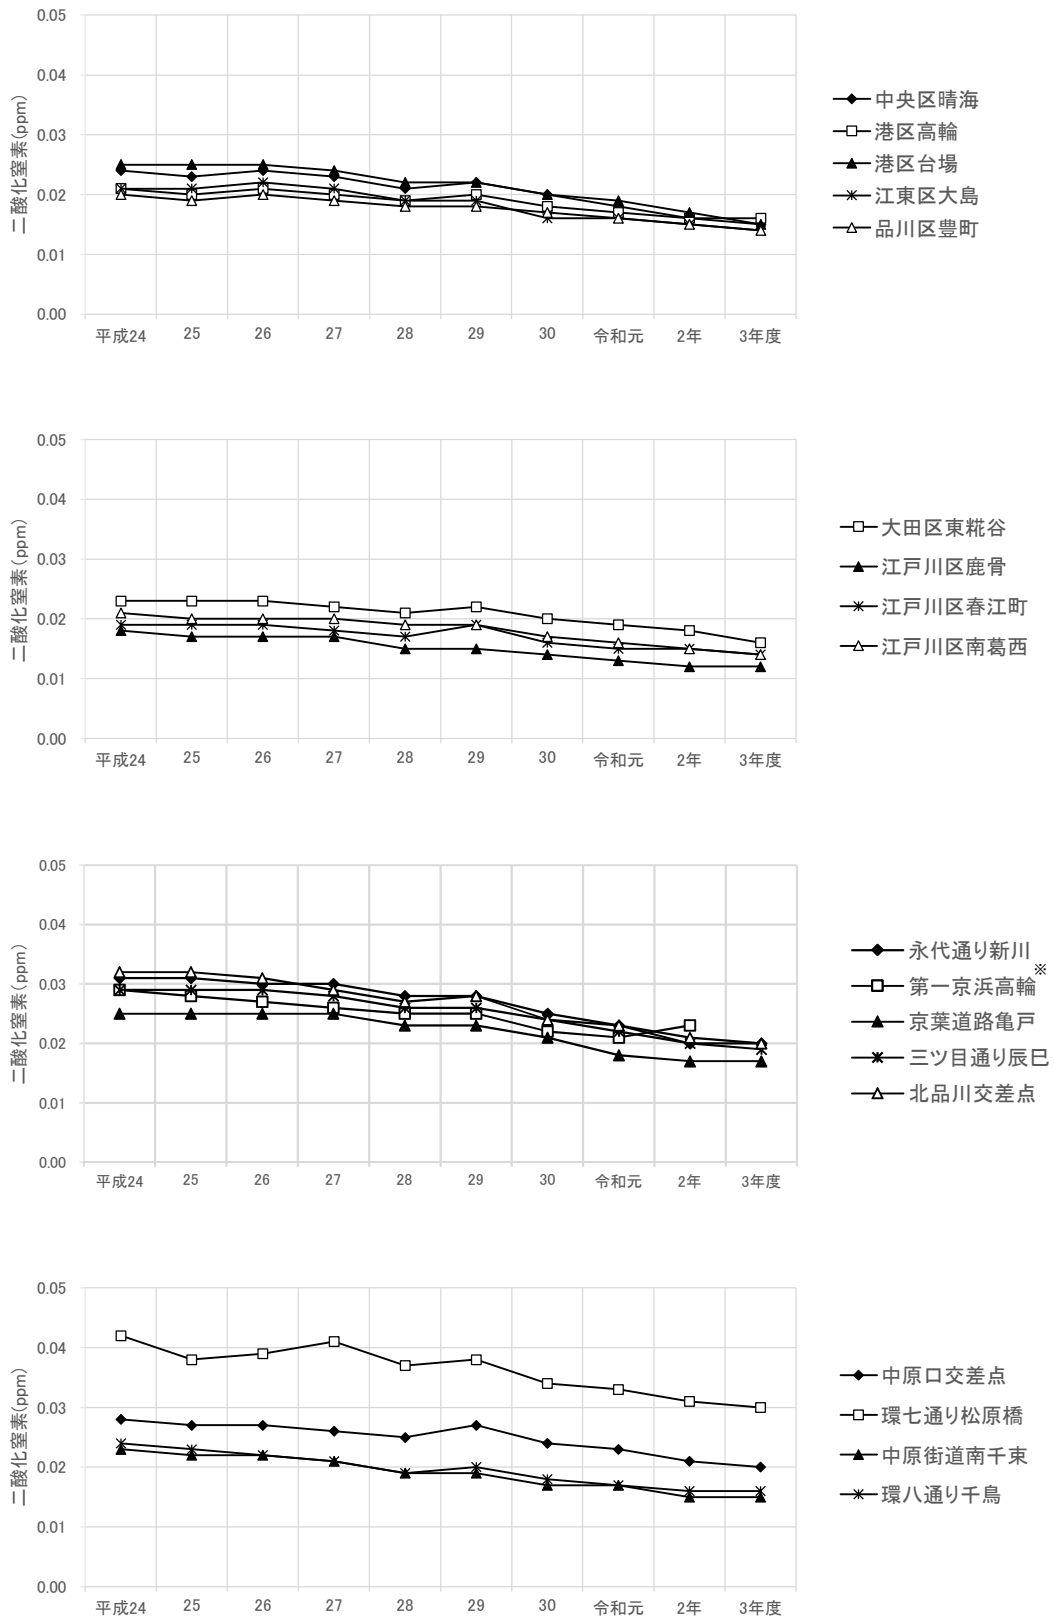 0.05
0.04
0.03
0.02
0.01
0.00
二酸化窒素(ppm)
平成24 25 26 27 28 29 30 令和元 2年 3年度
中央区晴海
港区高輪
港区台場
江東区大島
品川区豊町
0.05
0.04
0.03
0.02
0.01
0.00
二酸化窒素(ppm)
平成24 25 26 27 28 29 30 令和元 2年 3年度
大田区東糀谷
江戸川区鹿骨
江戸川区春江町
江戸川区南葛西
0.05
0.04
0.03
0.02
0.01
0.00
二酸化窒素(ppm)
平成24 25 26 27 28 29 30 令和元 2年 3年度
永代通り新川
第一京浜高輪※
京葉道路亀戸
三ツ目通り辰巳
北品川交差点
0.05
0.04
0.03
0.02
0.01
0.00
二酸化窒素(ppm)
平成24 25 26 27 28 29 30 令和元 2年 3年度
中原口交差点
環七通り松原橋
中原街道南千束
環八通り千鳥